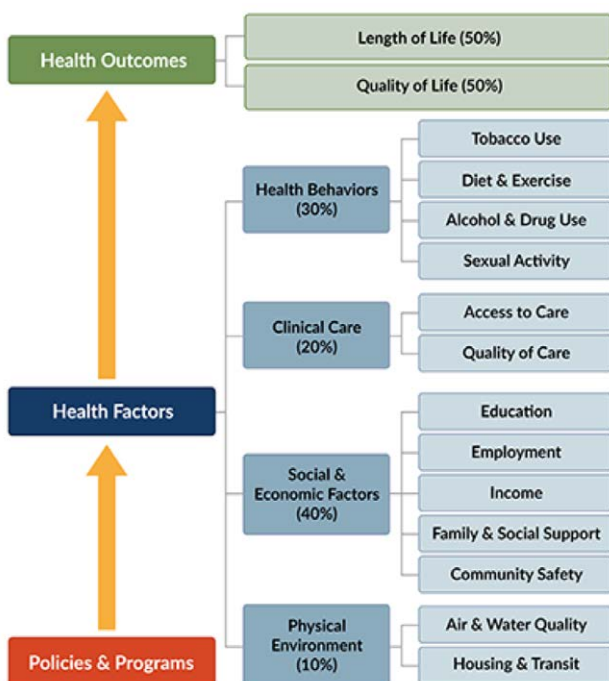 Health Outcomes
Length of Life (50%)
Quality of Life (50%)
Health Factors
Health Behaviors
(30%)
Tobacco Use
Diet & Exercise
Alcohol & Drug Use
Sexual Activity
Clinical Care
(20%)
Access to Care
Quality of Care
Social &
Economic Factors
(40%)
Education
Employment
Income
Family & Social Support
Community Safety
Physical
Environment
(10%)
Air & Water Quality
Housing & Transit
Policies & Programs